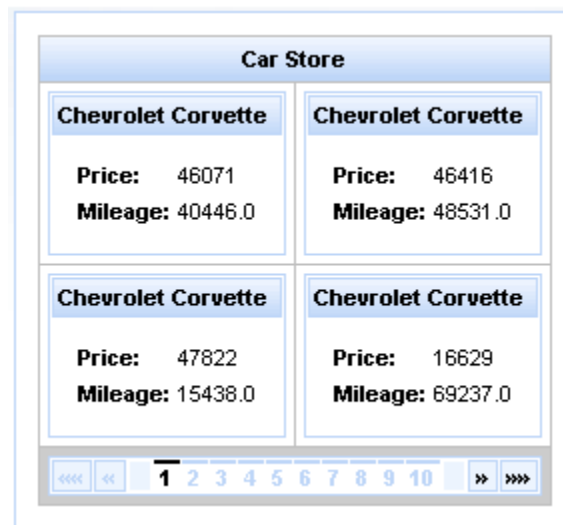 Car Store
Chevrolet Corvette Chevrolet Corvette
Price: 46071 Price: 46416
Mileage: 40446.0 Mileage: 48531.0
Chevrolet Corvette Chevrolet Corvette
Price: 47822 Price: 16629
Mileage: 15438.0 Mileage: 69237.0
«« « 1 2 3 4 5 6 7 8 9 10 » »»